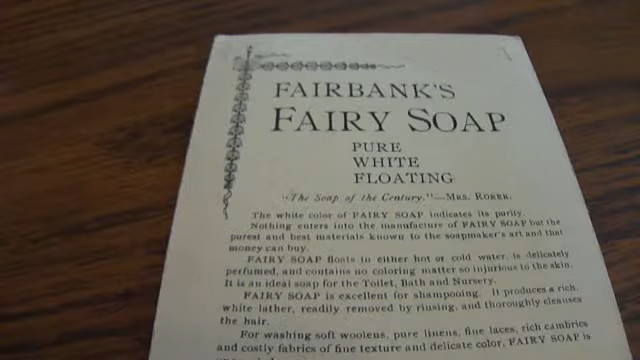 FAIRBANK'S
FAIRY SOAP
PURE
WHITE
FLOATING
"The Soap of the Century."—MRS. RORER.
The white color of FAIRY SOAP indicates its purity.
Nothing enters into the manufacture of FAIRY SOAP but the
purest and best materials known to the soapmaker's art and that
money can buy.
FAIRY SOAP floats in either hot or cold water, is delicately
perfumed, and contains no coloring matter so injurious to the skin.
It is an ideal soap for the Toilet, Bath and Nursery.
FAIRY SOAP is excellent for shampooing. It produces a rich,
white lather, readily removed by rinsing, and thoroughly cleanses
the hair.
For washing soft woolens, pure linens, fine laces, rich cambrics
and costly fabrics of fine texture and delicate color, FAIRY SOAP is